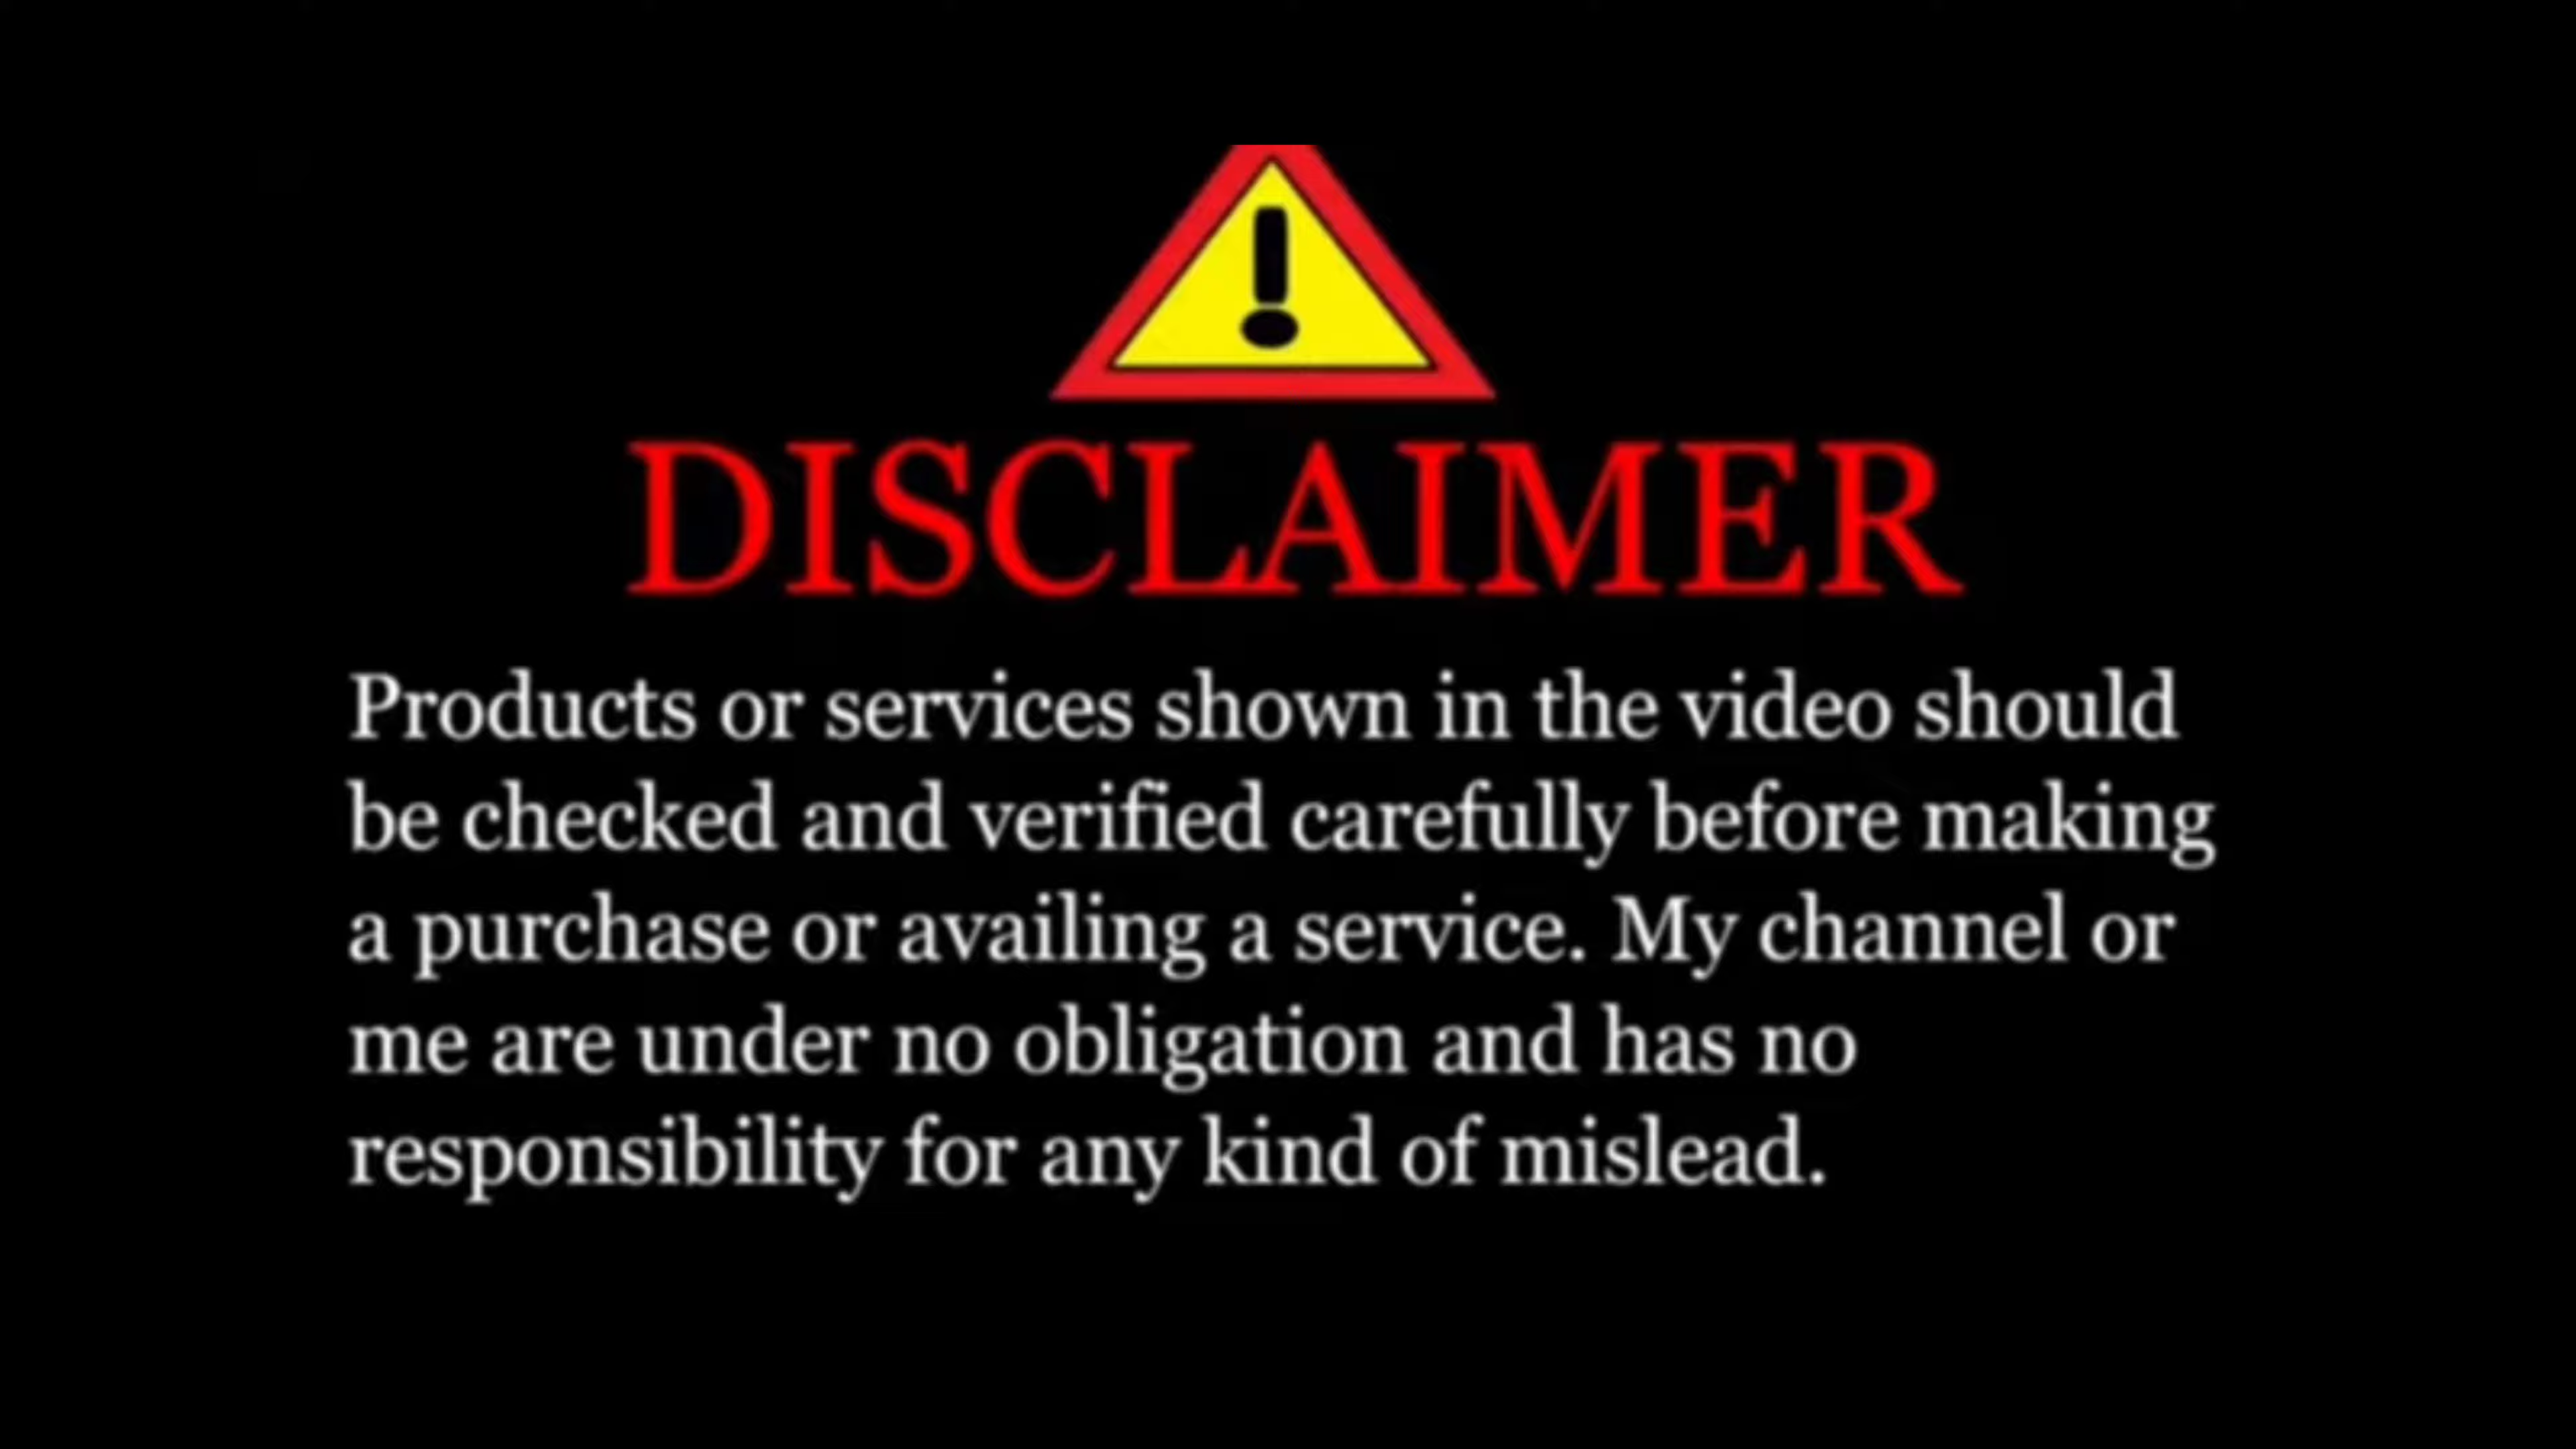 DISCLAIMER
Products or services shown in the video should
be checked and verified carefully before making
a purchase or availing a service. My channel or
me are under no obligation and has no
responsibility for any kind of mislead.